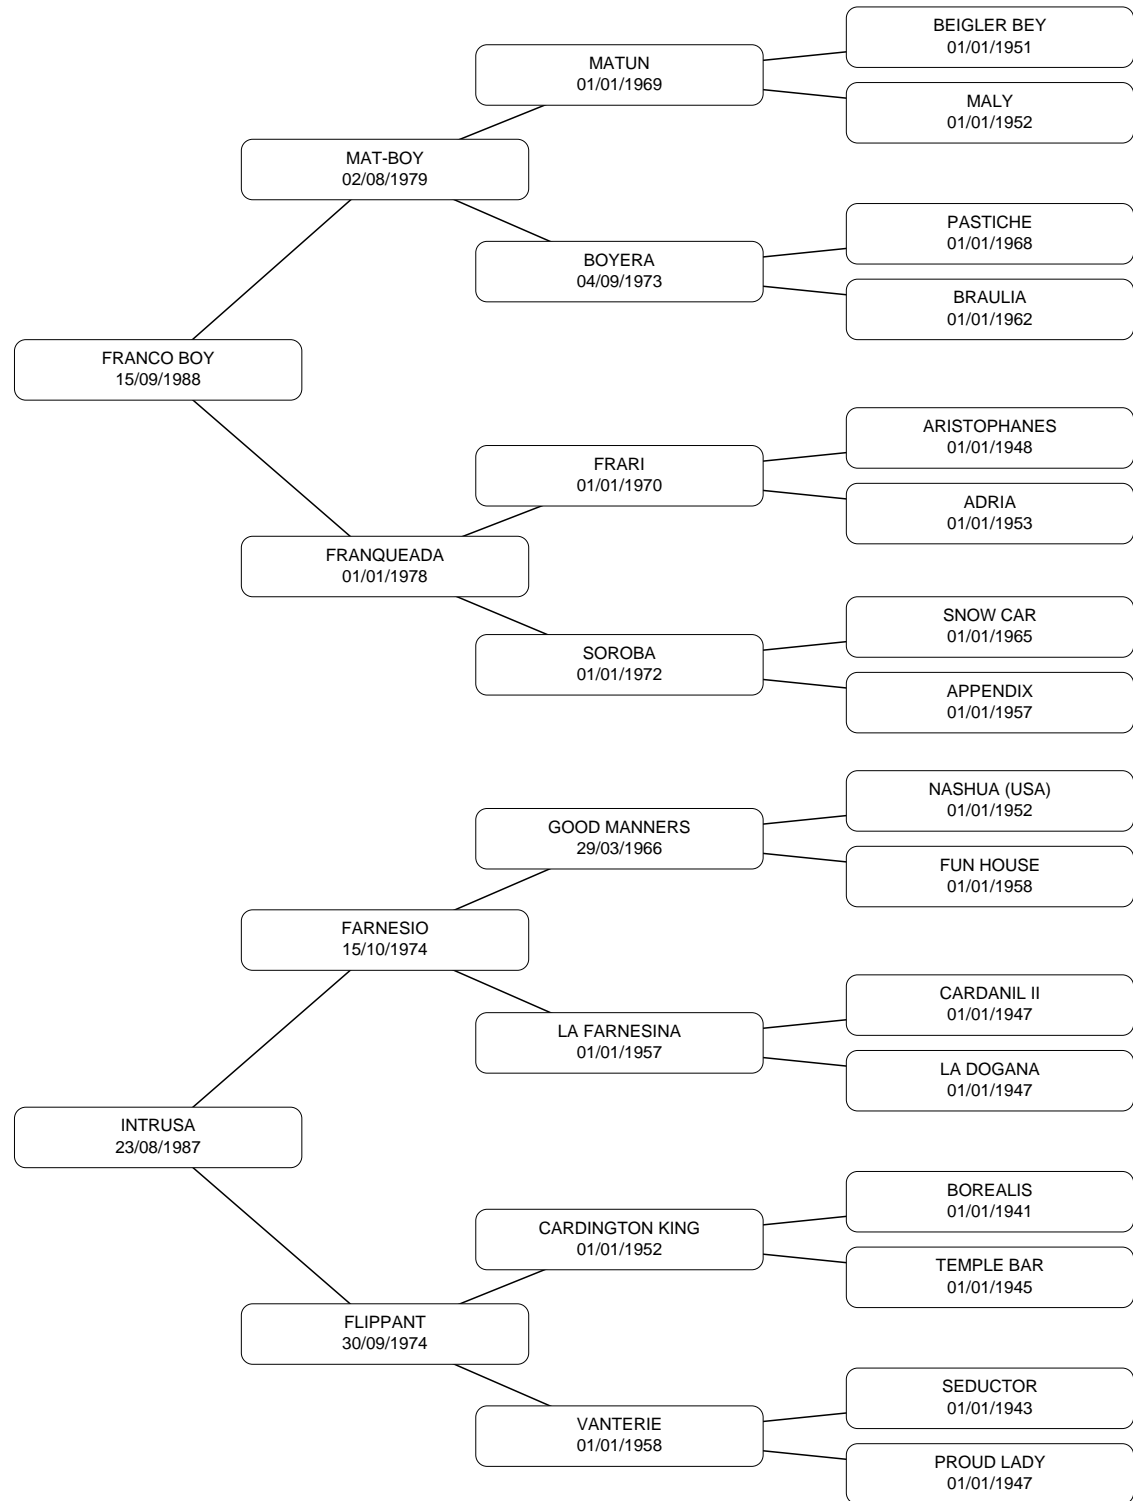 BEIGLER BEY
01/01/1951
MATUN
01/01/1969
MALY
01/01/1952
MAT-BOY
02/08/1979
PASTICHE
01/01/1968
BOYERA
04/09/1973
BRAULIA
01/01/1962
FRANCO BOY
15/09/1988
ARISTOPHANES
01/01/1948
FRARI
01/01/1970
ADRIA
01/01/1953
FRANQUEADA
01/01/1978
SNOW CAR
01/01/1965
SOROBA
01/01/1972
APPENDIX
01/01/1957
NASHUA (USA)
01/01/1952
GOOD MANNERS
29/03/1966
FUN HOUSE
01/01/1958
FARNESIO
15/10/1974
CARDANIL II
01/01/1947
LA FARNESINA
01/01/1957
LA DOGANA
01/01/1947
INTRUSA
23/08/1987
BOREALIS
01/01/1941
CARDINGTON KING
01/01/1952
TEMPLE BAR
01/01/1945
FLIPPANT
30/09/1974
SEDUCTOR
01/01/1943
VANTERIE
01/01/1958
PROUD LADY
01/01/1947